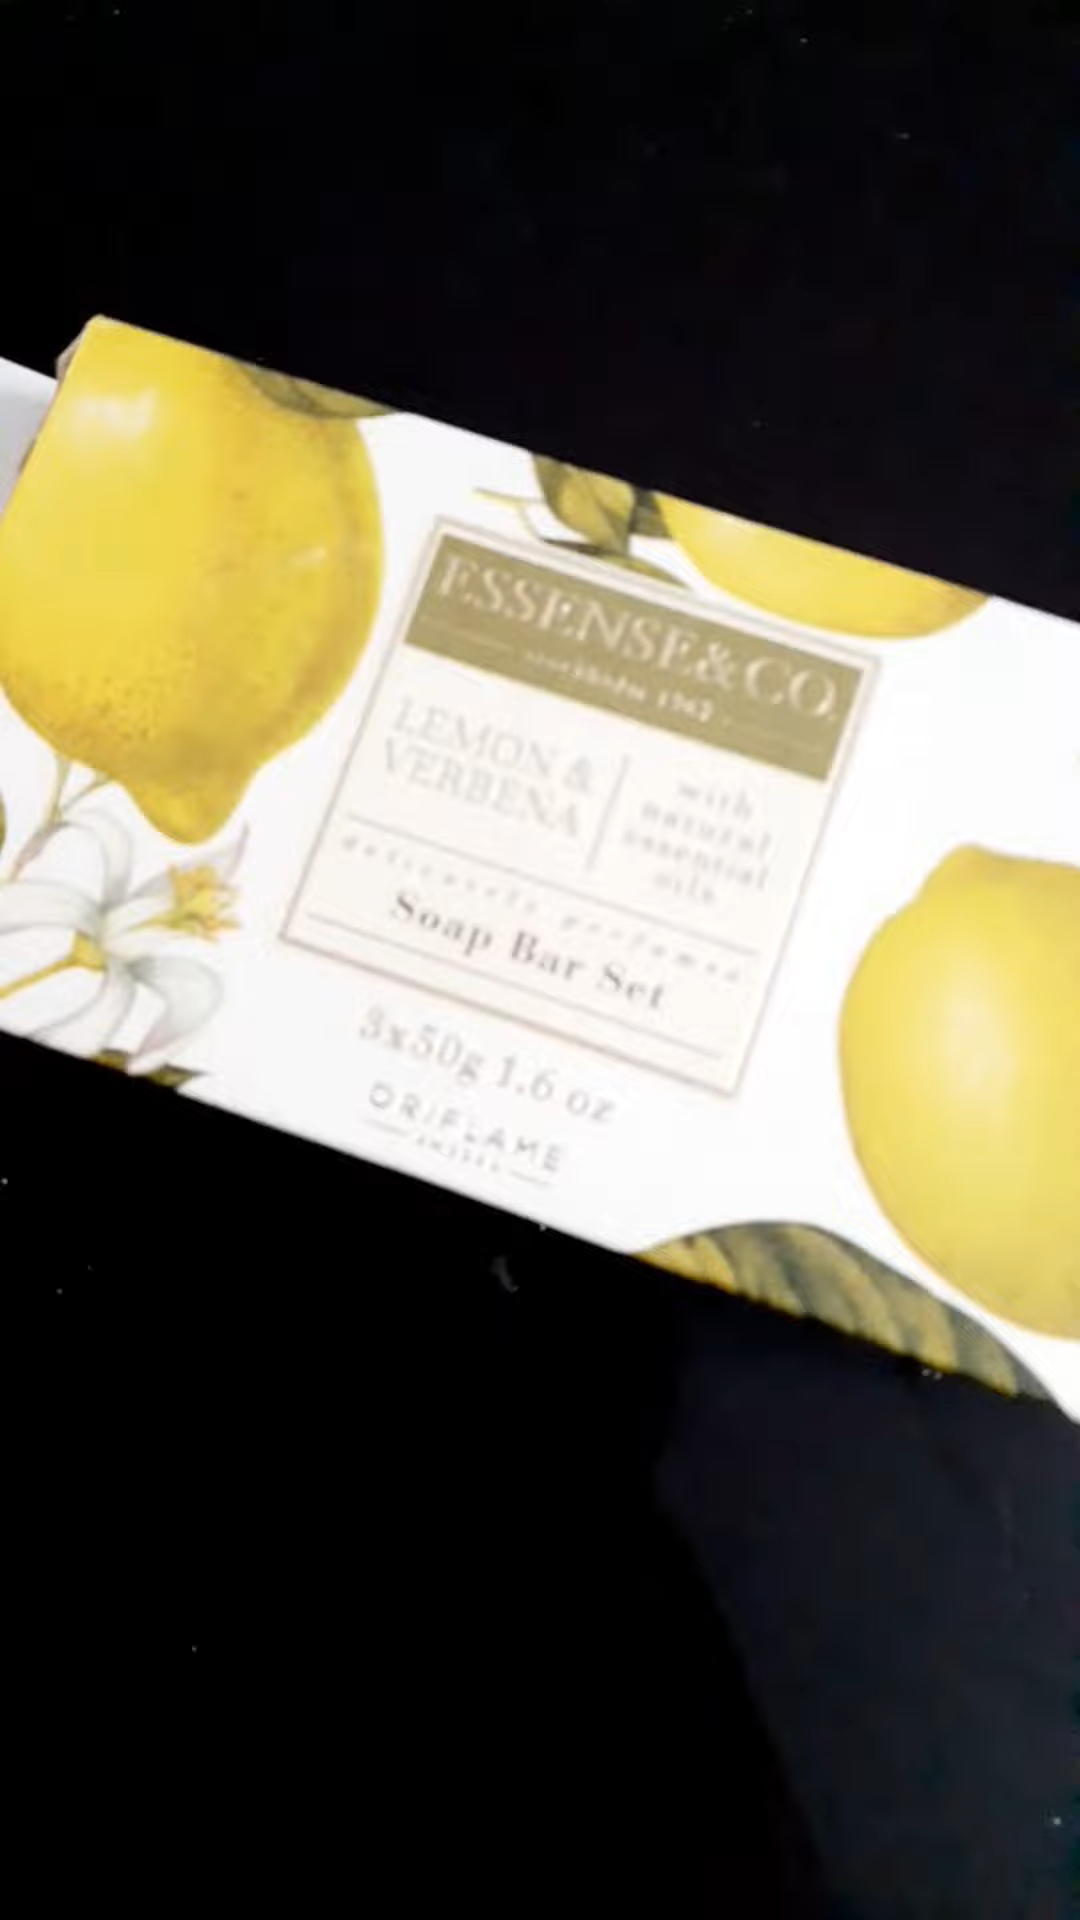 ESSENSE&CO.
stockholm 1967
LEMON &
VERBENA
with
natural
essential
oils
delicately perfumed
Soap Bar Set
3x50g 1.6 oz
ORIFLAME
SWEDEN